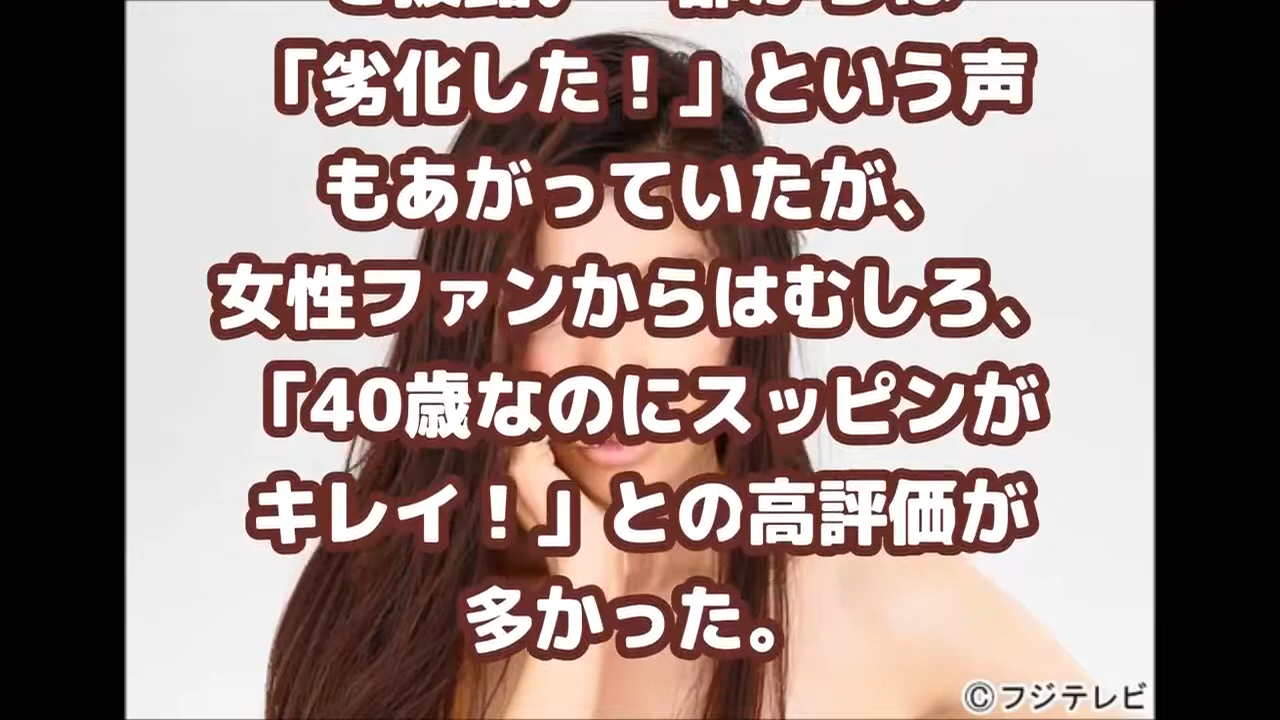 「劣化した！」という声
もあがっていたが、
女性ファンからはむしろ、
「40歳なのにスッピンが
キレイ！」との高評価が
多かった。
©フジテレビ